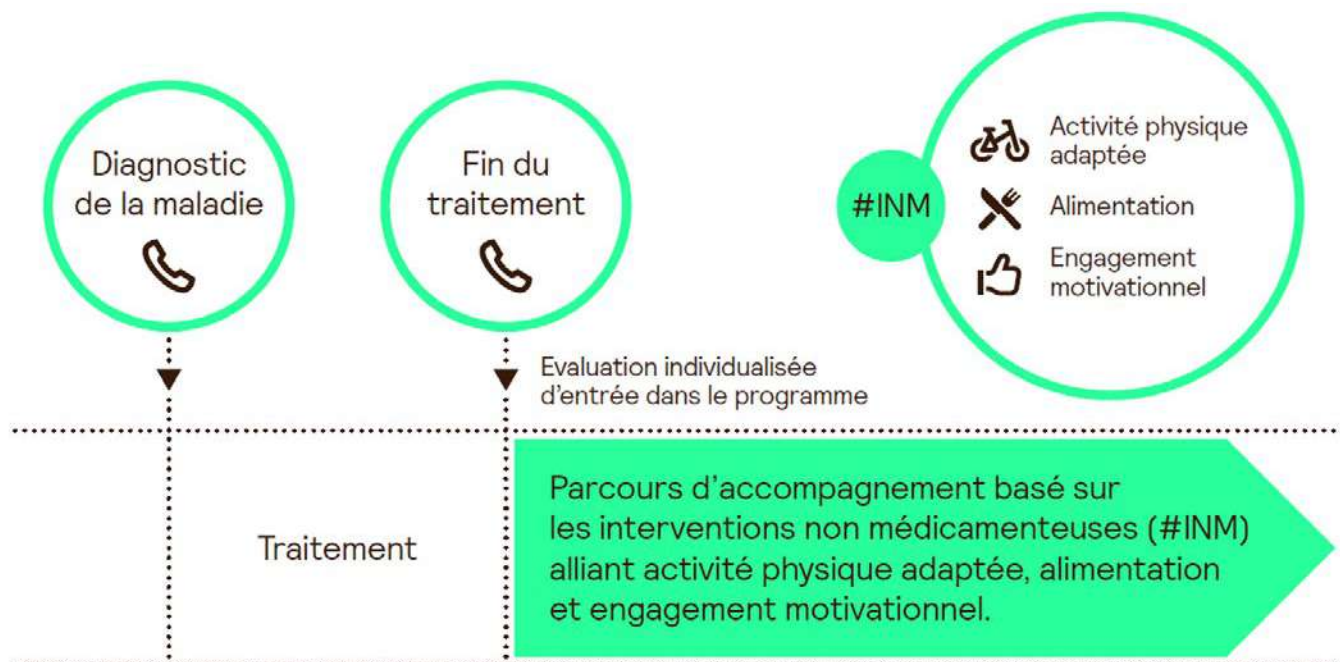 Diagnostic
de la maladie
Fin du
traitement
#INM
Activité physique
adaptée
Alimentation
Engagement
motivationnel
Evaluation individualisée
d'entrée dans le programme
Traitement
Parcours d'accompagnement basé sur
les interventions non médicamenteuses (#INM)
alliant activité physique adaptée, alimentation
et engagement motivationnel.